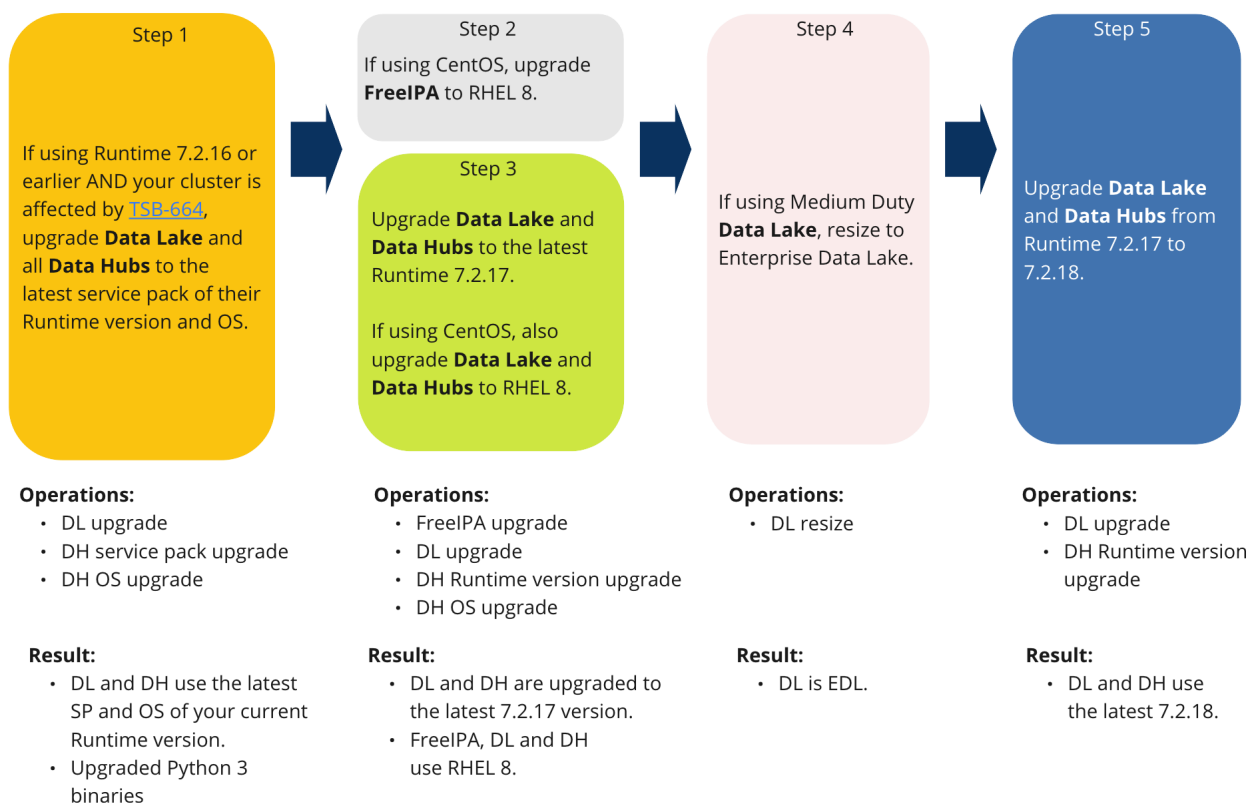 Step 1
If using Runtime 7.2.16 or
earlier AND your cluster is
affected by TSB-664,
upgrade Data Lake and
all Data Hubs to the
latest service pack of their
Runtime version and OS.
Step 2
If using CentOS, upgrade
FreeIPA to RHEL 8.
Step 3
Upgrade Data Lake and
Data Hubs to the latest
Runtime 7.2.17.
If using CentOS, also
upgrade Data Lake and
Data Hubs to RHEL 8.
Step 4
If using Medium Duty
Data Lake, resize to
Enterprise Data Lake.
Step 5
Upgrade Data Lake
and Data Hubs from
Runtime 7.2.17 to
7.2.18.
Operations:
• DL upgrade
• DH service pack upgrade
• DH OS upgrade
Result:
• DL and DH use the latest
SP and OS of your current
Runtime version.
• Upgraded Python 3
binaries
Operations:
• FreeIPA upgrade
• DL upgrade
• DH Runtime version upgrade
• DH OS upgrade
Result:
• DL and DH are upgraded to
the latest 7.2.17 version.
• FreeIPA, DL and DH
use RHEL 8.
Operations:
• DL resize
Result:
• DL is EDL.
Operations:
• DL upgrade
• DH Runtime version
upgrade
Result:
• DL and DH use
the latest 7.2.18.